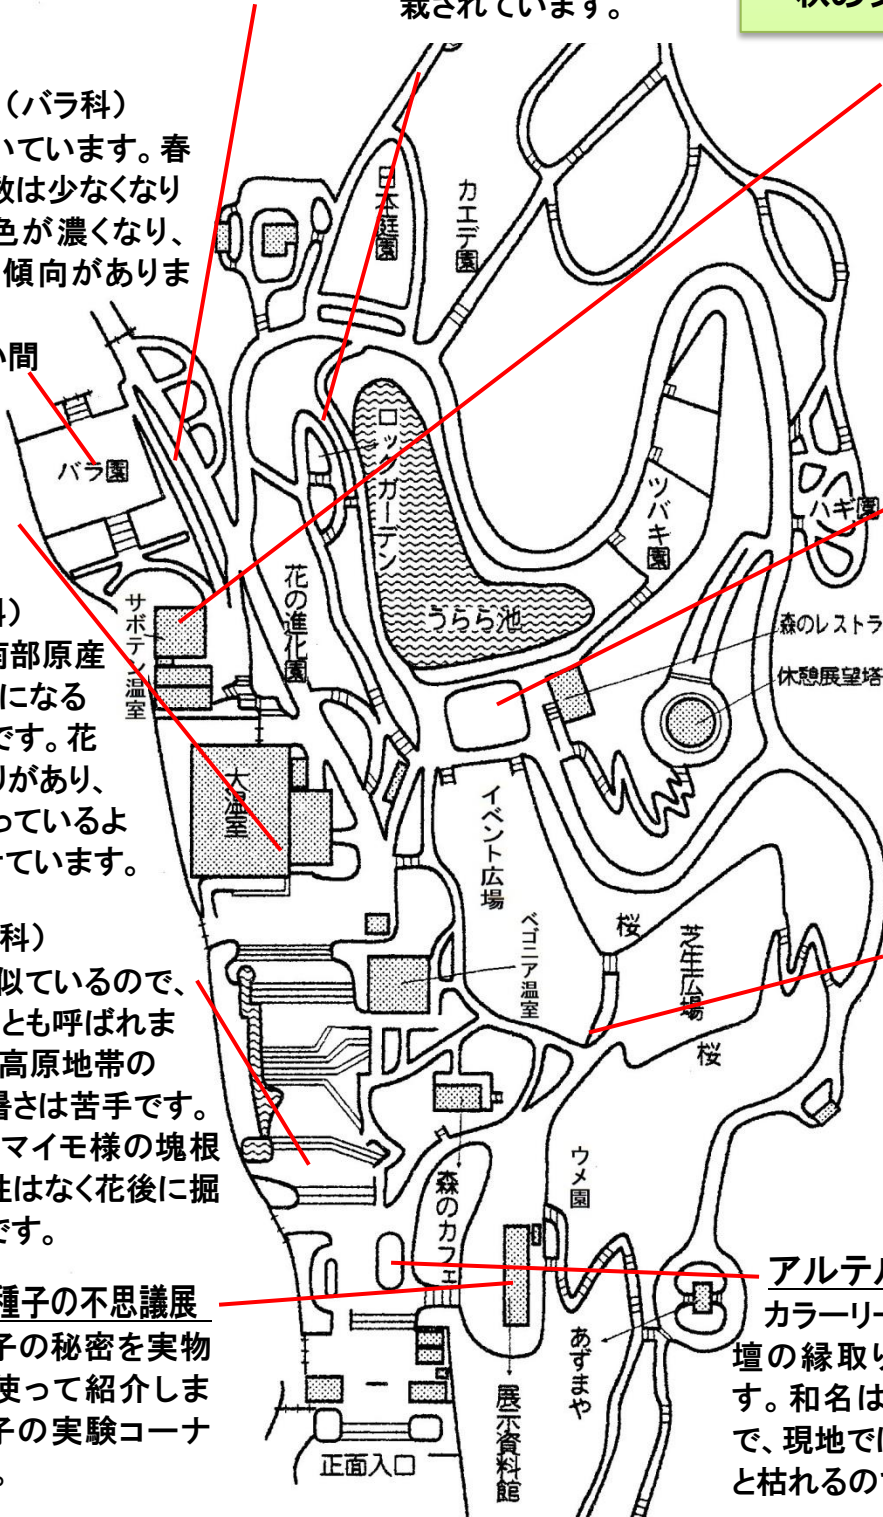 栽されています。
（バラ科）
いています。春
数は少なくなり
色が濃くなり、
傾向がありま
い間
日本庭園
カエデ園
バラ園
ロックガーデン
ツバキ園
ハギ園
花の進化園
サボテン温室
うらら池
森のレストラ
休憩展望塔
科）
南部原産
になる
です。花
りがあり、
っているよ
せています。
大温室
イベント広場
ベゴニア温室
桜
芝生広場
桜
科）
似ているので、
とも呼ばれま
高原地帯の
暑さは苦手です。
マイモ様の塊根
性はなく花後に掘
です。
ウメ園
森のカフェ
種子の不思議展
子の秘密を実物
使って紹介しま
子の実験コーナ
。
あずまや
展示資料館
正面入口
アルテル
カラーリー
壇の縁取り
す。和名は
で、現地では
と枯れるので